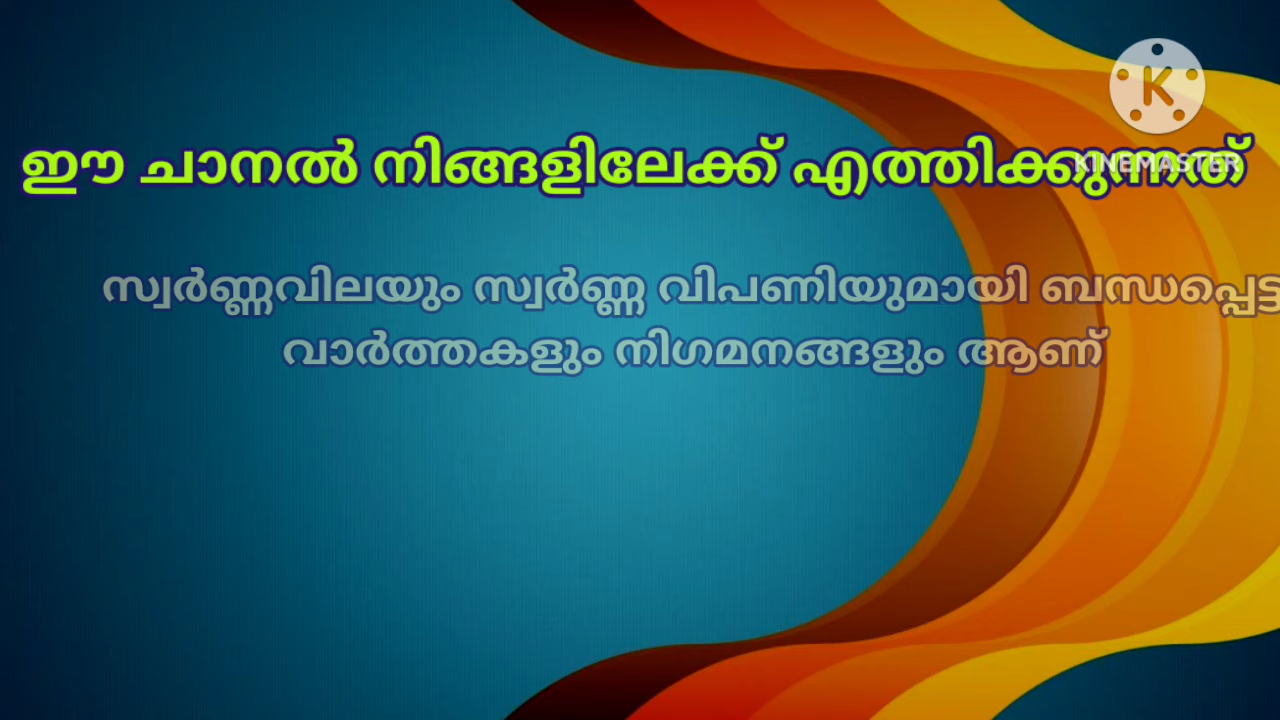 ഈ ചാനൽ നിങ്ങളിലേക്ക് എത്തിക്കുന്നത്
K
KINEMASTER
സ്വർണ്ണവിലയും സ്വർണ്ണ വിപണിയുമായി ബന്ധപ്പെട്ട
വാർത്തകളും നിഗമനങ്ങളും ആണ്